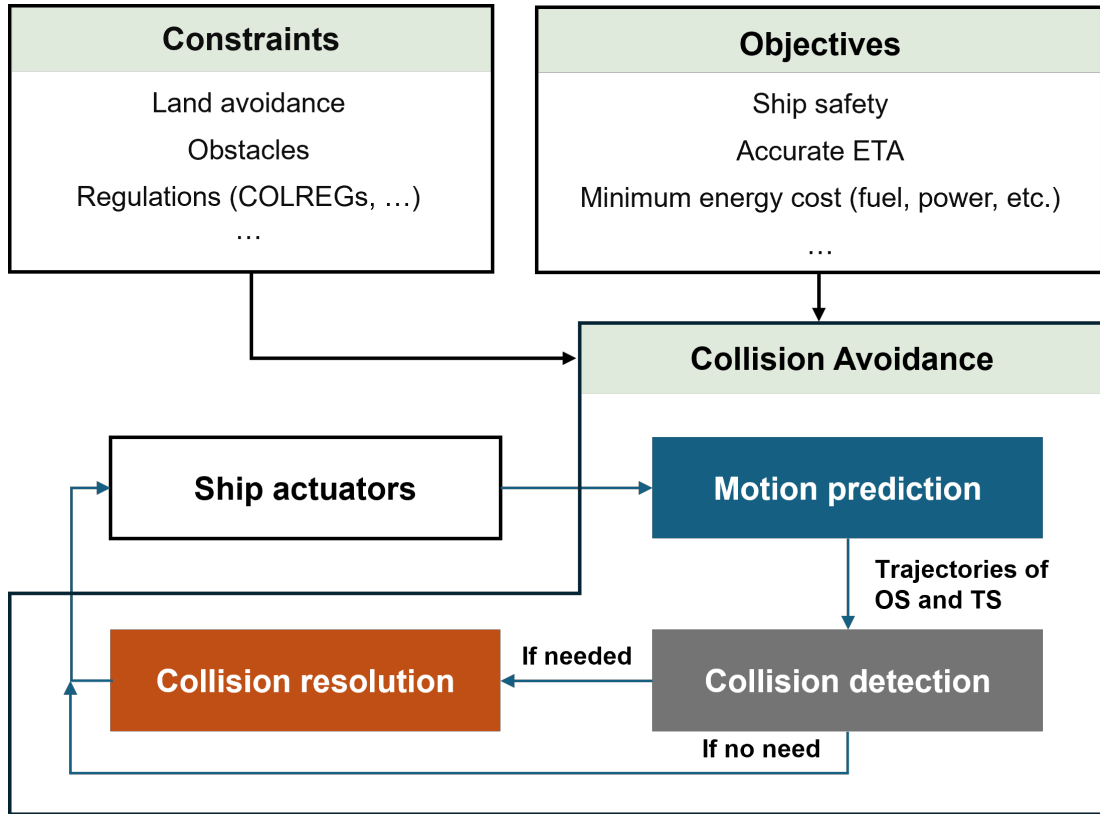 Constraints
Land avoidance
Obstacles
Regulations (COLREGs, …)
…
Objectives
Ship safety
Accurate ETA
Minimum energy cost (fuel, power, etc.)
…
Collision Avoidance
Ship actuators
Motion prediction
Trajectories of
OS and TS
Collision resolution
If needed
Collision detection
If no need